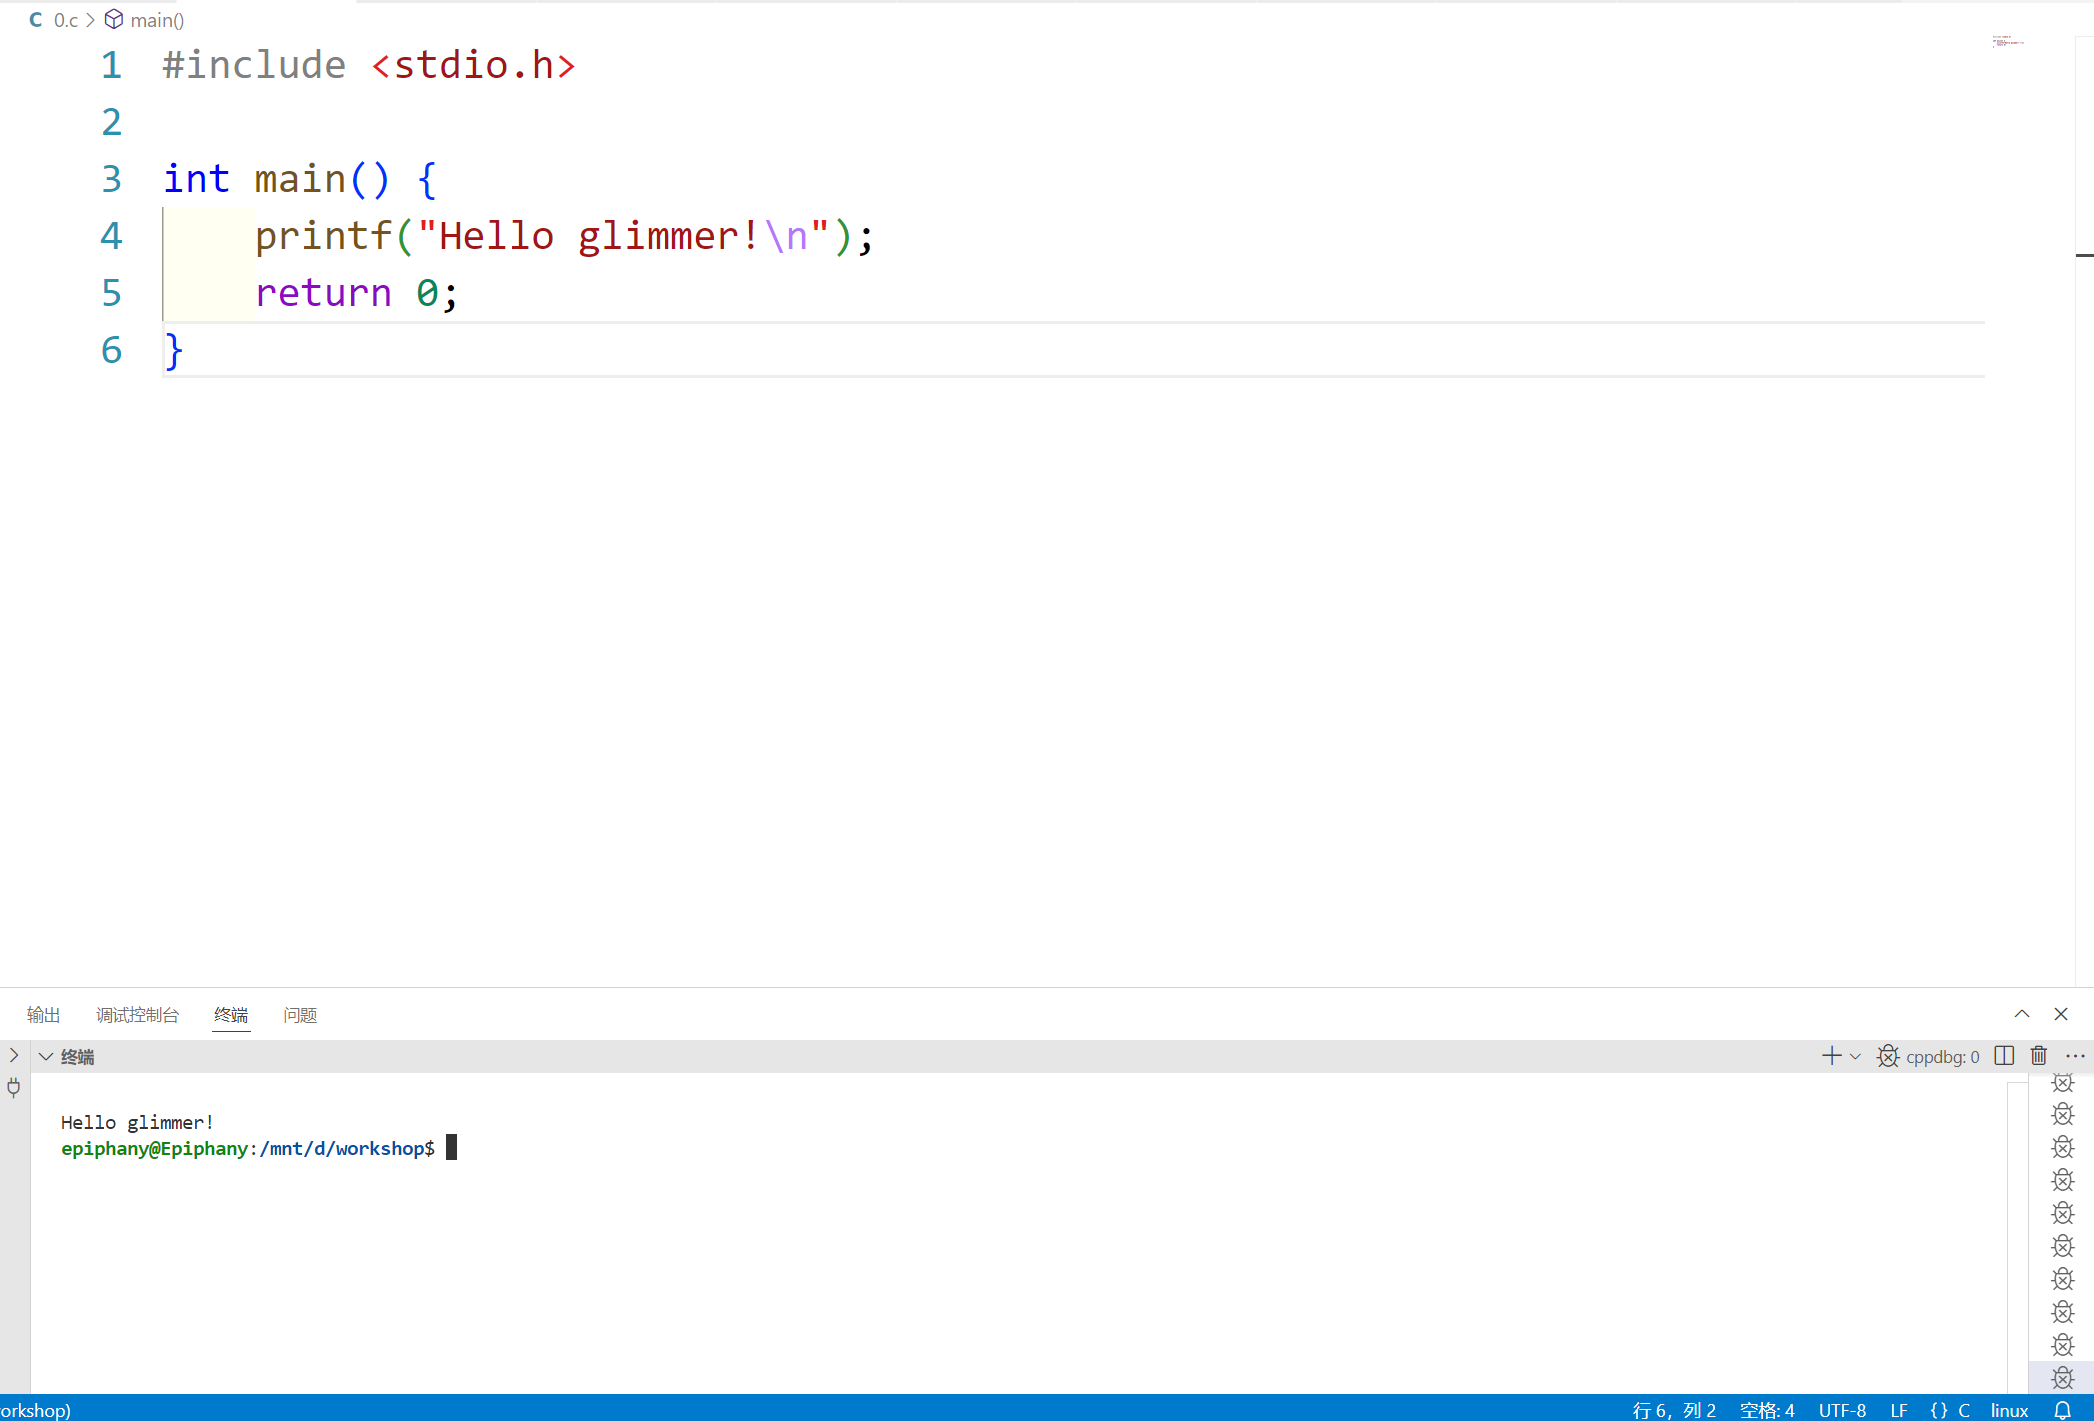 C 0.c > main()
1 #include <stdio.h>
2
3 int main() {
4     printf("Hello glimmer!\n");
5     return 0;
6 }
输出 调试控制台 终端 问题
终端 cppdbg: 0
Hello glimmer!
epiphany@Epiphany:/mnt/d/workshop$
orkshop) 行 6，列 2 空格: 4 UTF-8 LF {} C linux